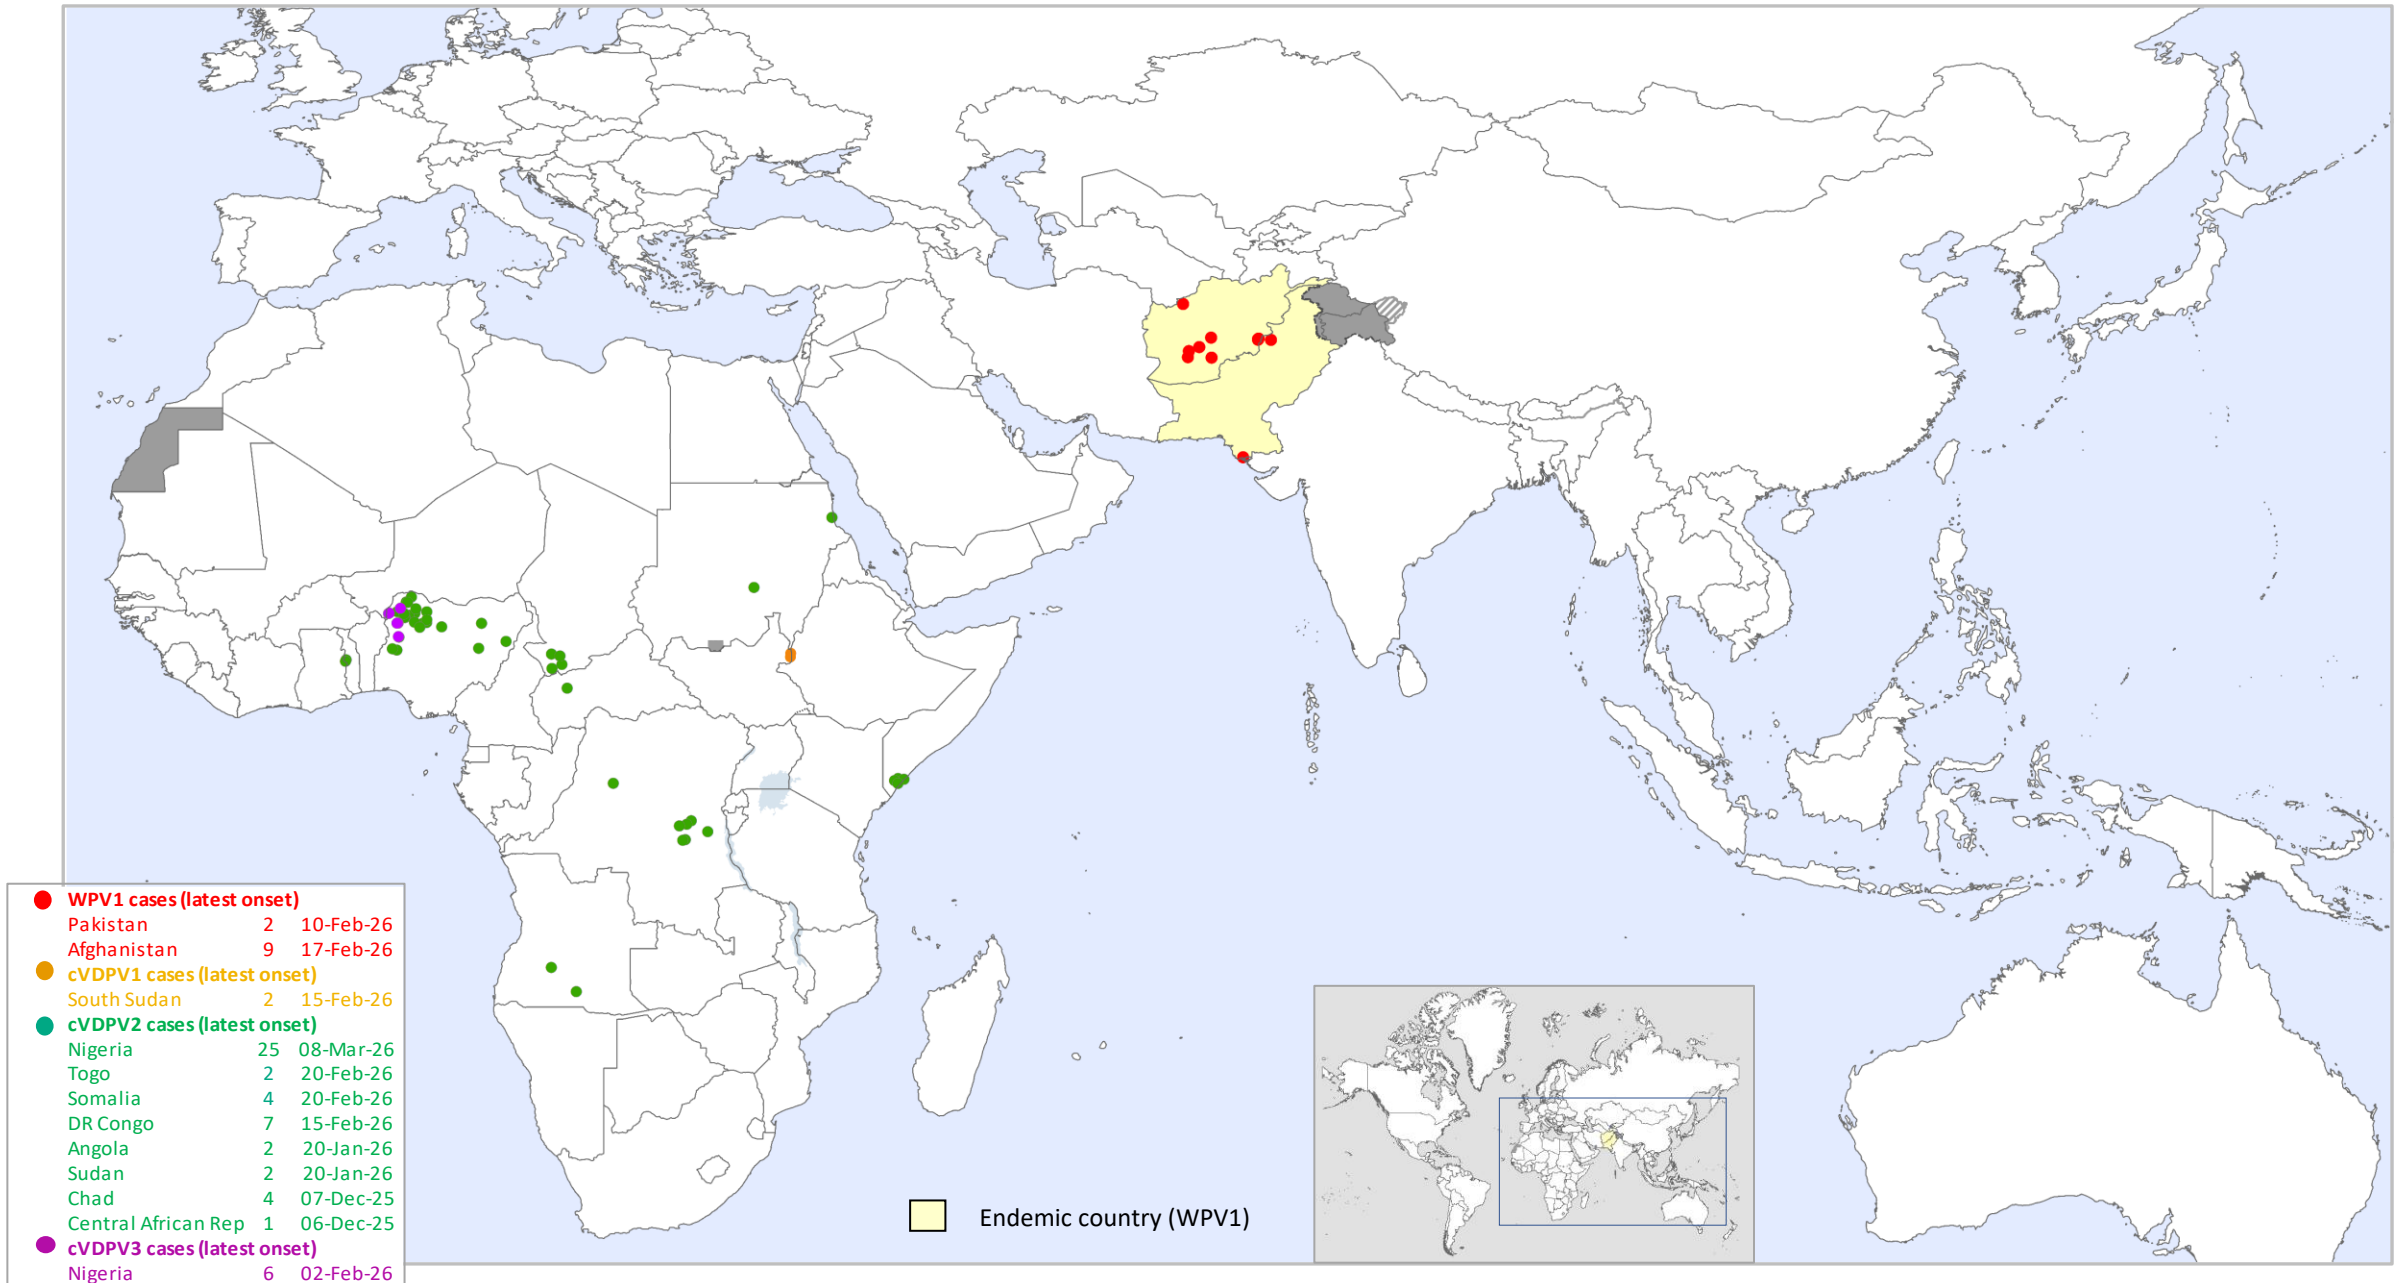 WPV1 cases (latest onset)
Pakistan 2 10-Feb-26
Afghanistan 9 17-Feb-26
cVDPV1 cases (latest onset)
South Sudan 2 15-Feb-26
cVDPV2 cases (latest onset)
Nigeria 25 08-Mar-26
Togo 2 20-Feb-26
Somalia 4 20-Feb-26
DR Congo 7 15-Feb-26
Angola 2 20-Jan-26
Sudan 2 20-Jan-26
Chad 4 07-Dec-25
Central African Rep 1 06-Dec-25
cVDPV3 cases (latest onset)
Nigeria 6 02-Feb-26
Endemic country (WPV1)